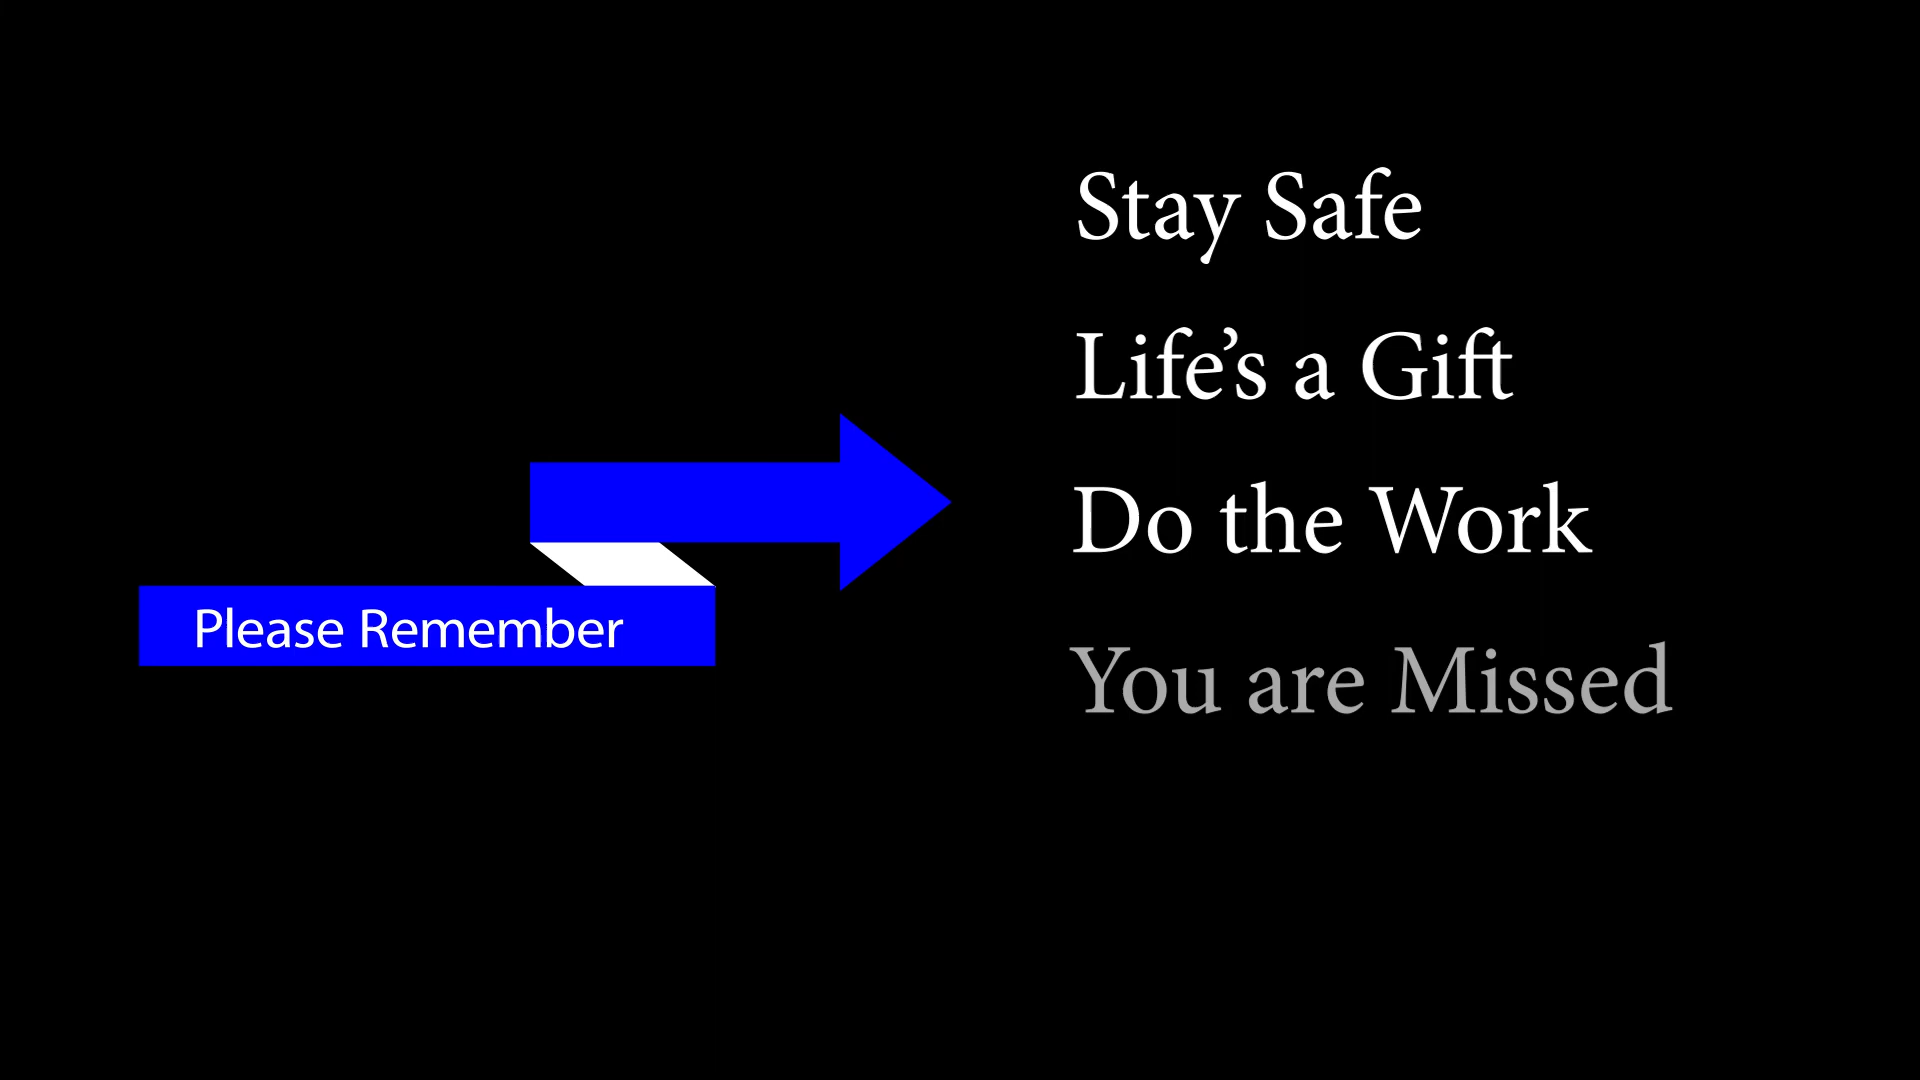 Please Remember
Stay Safe
Life’s a Gift
Do the Work
You are Missed